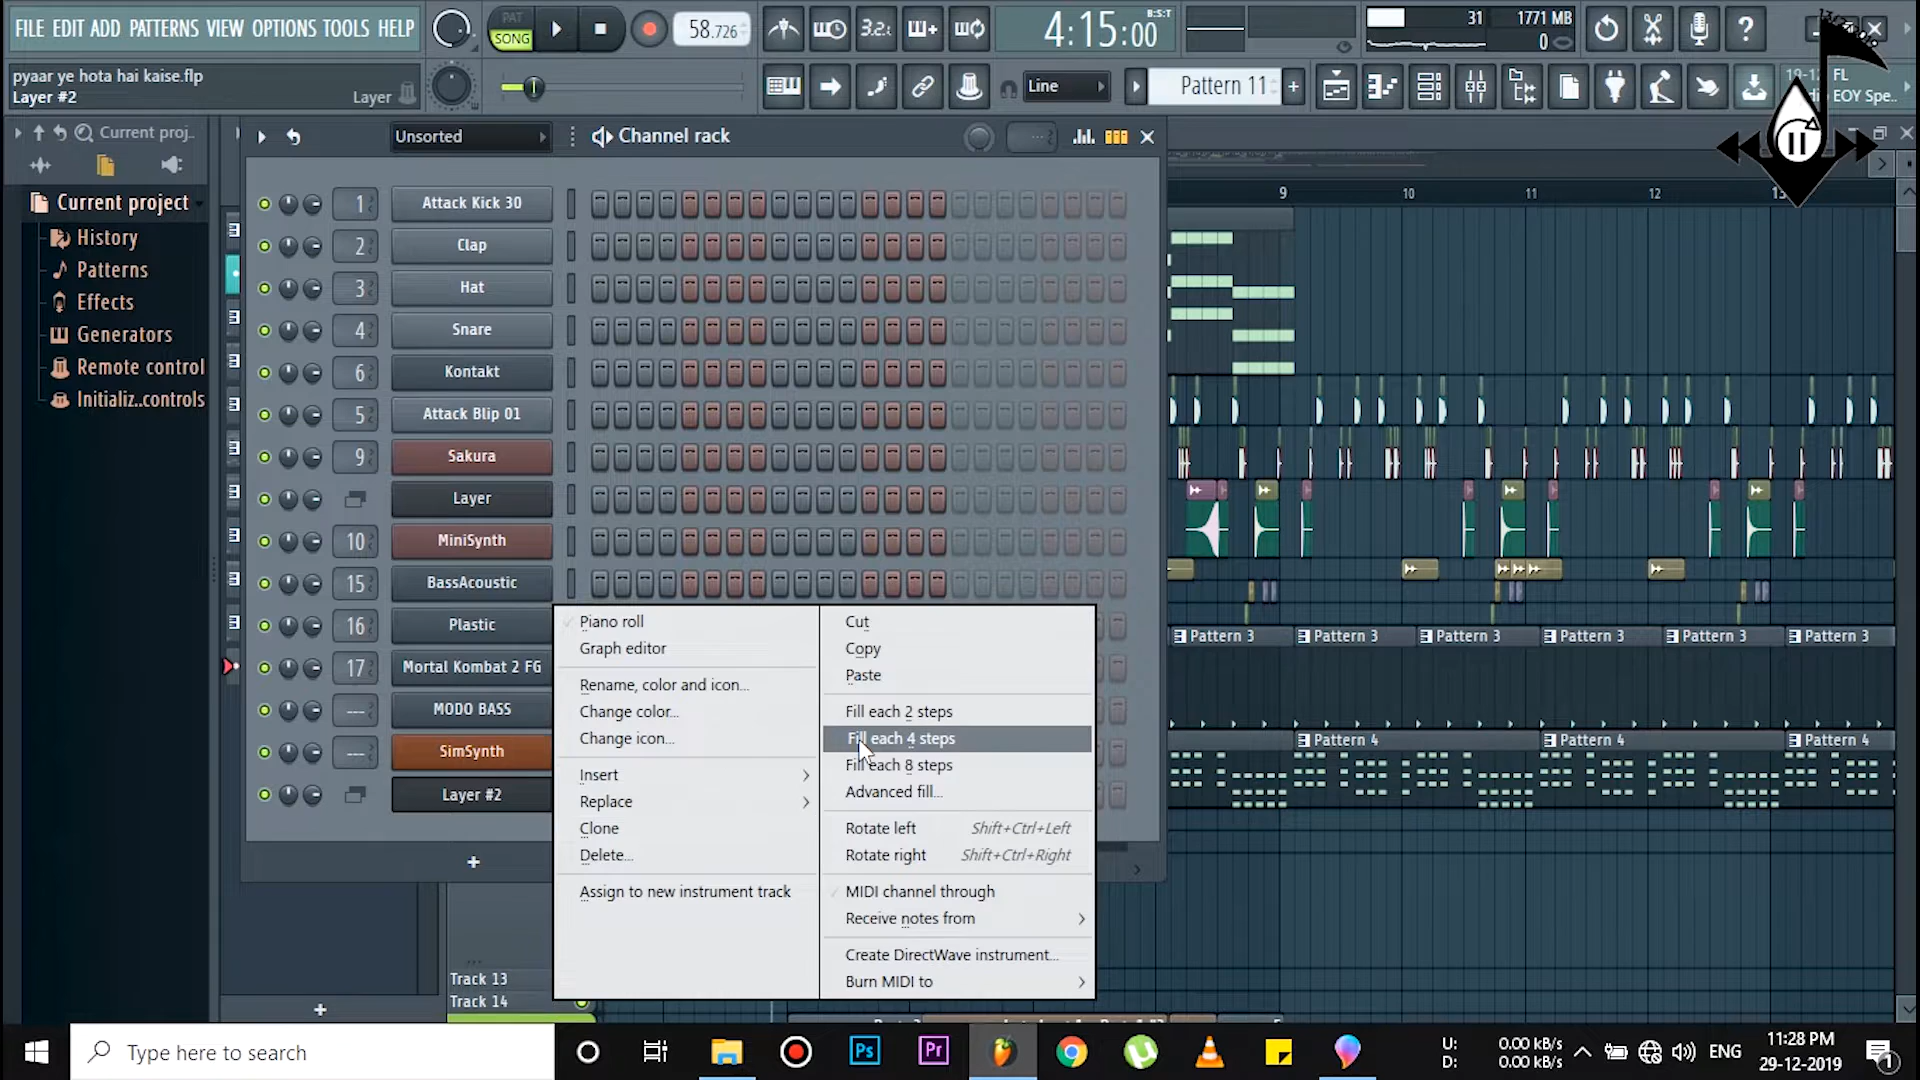 FILE EDIT ADD PATTERNS VIEW OPTIONS TOOLS HELP
PAT
SONG
58.726
3.2
4:15:00
B:S:T
31
1771 MB
0
pyaar ye hota hai kaise.flp
Layer #2
Layer
Line
Pattern 11
FL
EOY Spe..
Current proj..
Unsorted
Channel rack
Current project
History
Patterns
Effects
Generators
Remote control
Initializ..controls
1 Attack Kick 30
2 Clap
3 Hat
4 Snare
6 Kontakt
5 Attack Blip 01
9 Sakura
Layer
10 MiniSynth
15 BassAcoustic
16 Plastic
17 Mortal Kombat 2 FG
--- MODO BASS
--- SimSynth
Layer #2
9 10 11 12 13
Piano roll
Graph editor
Rename, color and icon...
Change color...
Change icon...
Insert
Replace
Clone
Delete...
Assign to new instrument track
Cut
Copy
Paste
Fill each 2 steps
Fill each 4 steps
Fill each 8 steps
Advanced fill...
Rotate left Shift+Ctrl+Left
Rotate right Shift+Ctrl+Right
MIDI channel through
Receive notes from
Create DirectWave instrument...
Burn MIDI to
Pattern 3 Pattern 3 Pattern 3 Pattern 3 Pattern 3 Pattern 3
Pattern 4 Pattern 4 Pattern 4
Track 13
Track 14
Type here to search
Ps
Pr
U: 0.00 kB/s
D: 0.00 kB/s
ENG
11:28 PM
29-12-2019
1